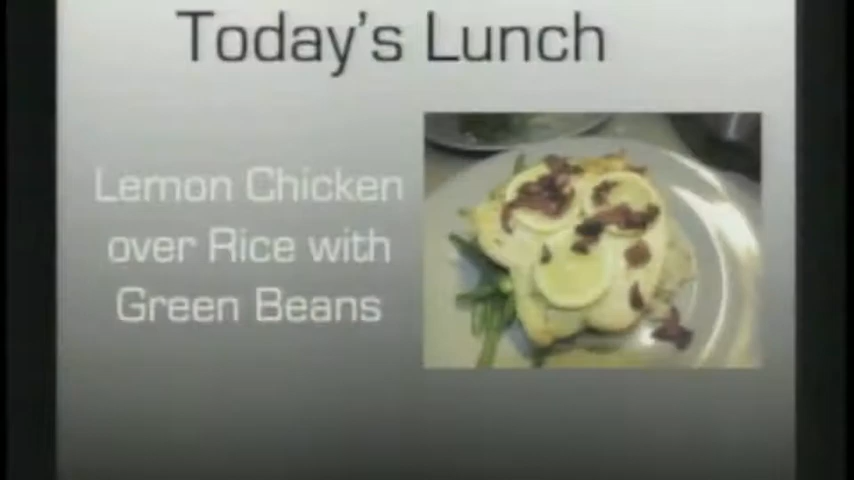 Today's Lunch
Lemon Chicken
over Rice with
Green Beans